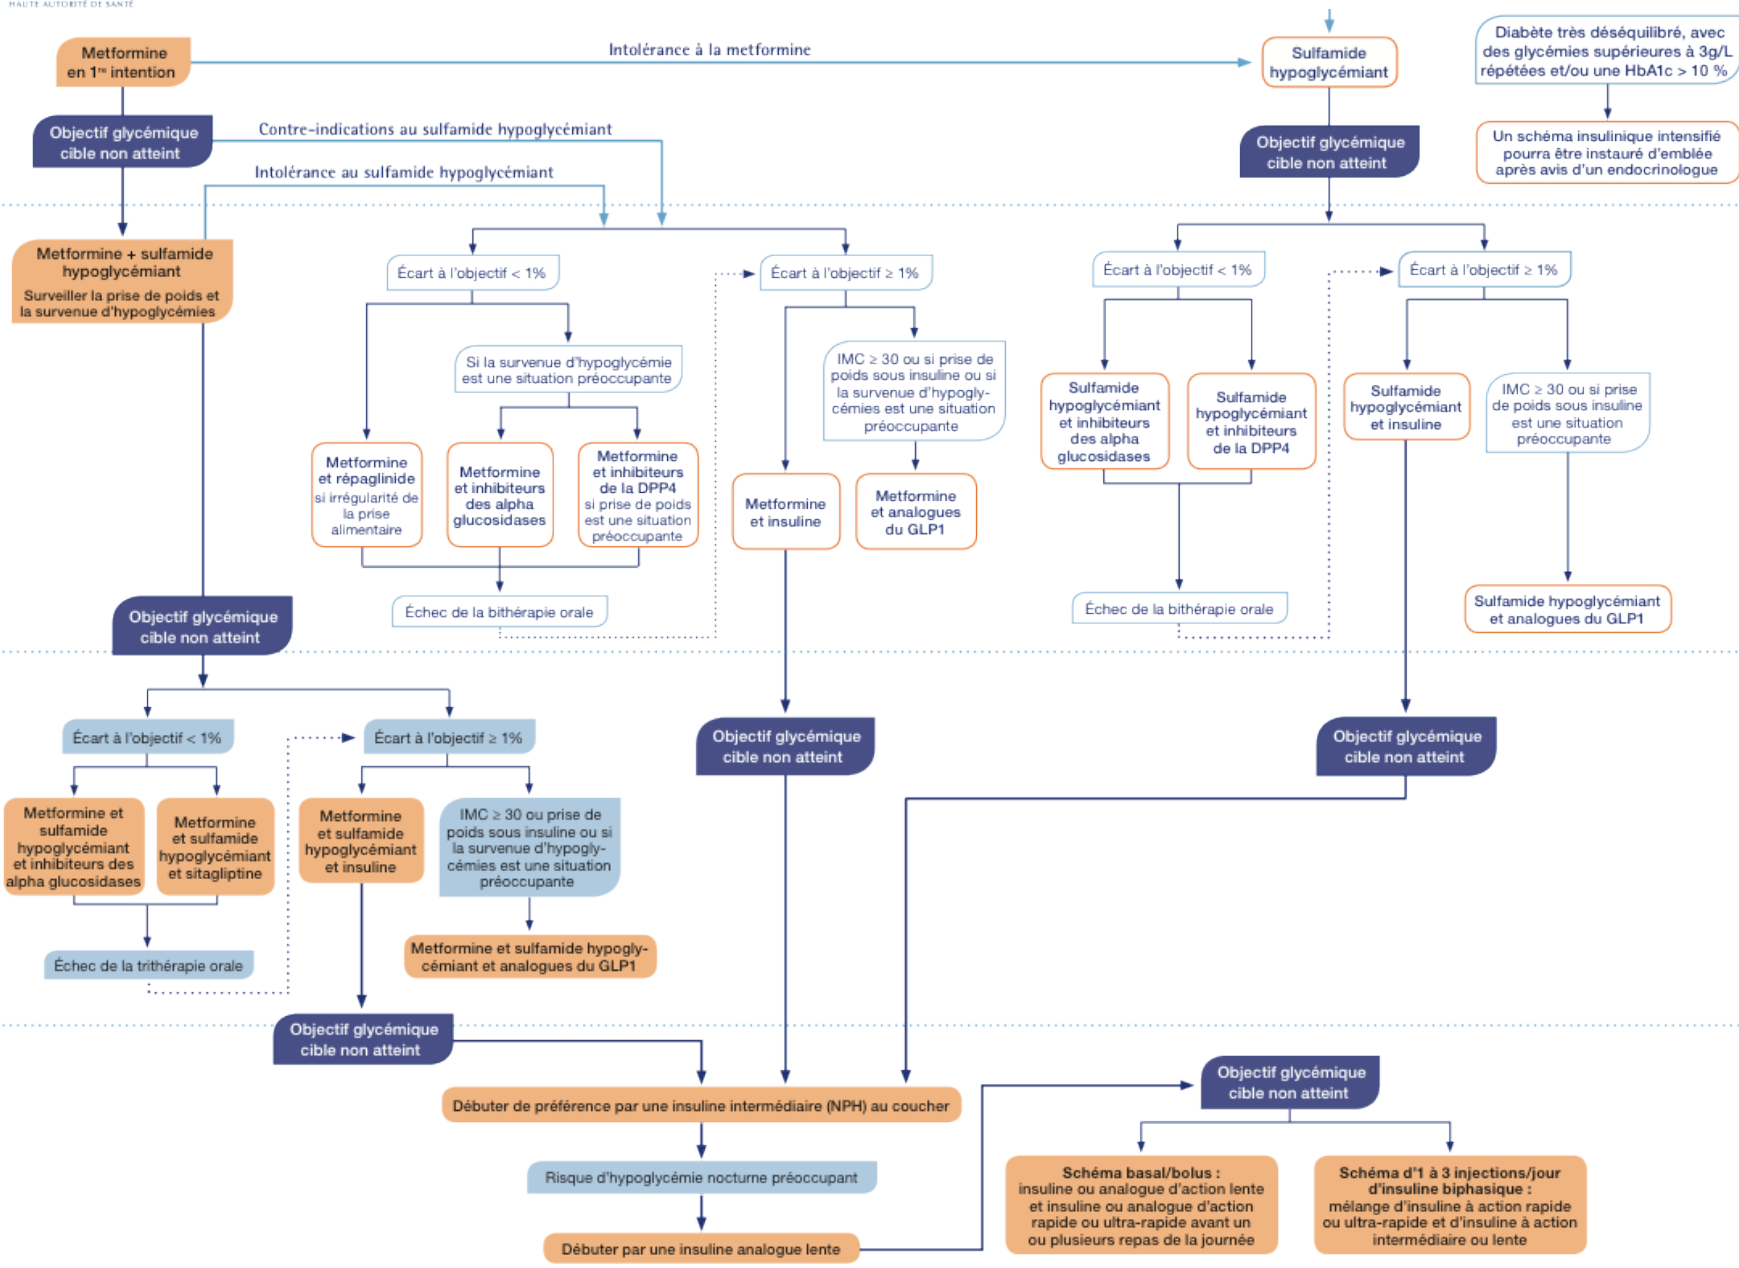 HAUTE AUTORITÉ DE SANTÉ
Metformine
en 1re intention
Intolérance à la metformine
Sulfamide
hypoglycémiant
Diabète très déséquilibré, avec
des glycémies supérieures à 3g/L
répétées et/ou une HbA1c > 10 %
Objectif glycémique
cible non atteint
Contre-indications au sulfamide hypoglycémiant
Intolérance au sulfamide hypoglycémiant
Objectif glycémique
cible non atteint
Un schéma insulinique intensifié
pourra être instauré d'emblée
après avis d'un endocrinologue
Metformine + sulfamide
hypoglycémiant
Surveiller la prise de poids et
la survenue d'hypoglycémies
Écart à l'objectif < 1%
Écart à l'objectif ≥ 1%
Écart à l'objectif < 1%
Écart à l'objectif ≥ 1%
Si la survenue d'hypoglycémie
est une situation préoccupante
IMC ≥ 30 ou si prise de
poids sous insuline ou si
la survenue d'hypogly-
cémies est une situation
préoccupante
Sulfamide
hypoglycémiant
et inhibiteurs
des alpha
glucosidases
Sulfamide
hypoglycémiant
et inhibiteurs
de la DPP4
Sulfamide
hypoglycémiant
et insuline
IMC ≥ 30 ou si prise
de poids sous insuline
est une situation
préoccupante
Metformine
et répaglinide
si irrégularité de
la prise
alimentaire
Metformine
et inhibiteurs
des alpha
glucosidases
Metformine
et inhibiteurs
de la DPP4
si prise de poids
est une situation
préoccupante
Metformine
et insuline
Metformine
et analogues
du GLP1
Échec de la bithérapie orale
Échec de la bithérapie orale
Sulfamide hypoglycémiant
et analogues du GLP1
Objectif glycémique
cible non atteint
Écart à l'objectif < 1%
Écart à l'objectif ≥ 1%
Objectif glycémique
cible non atteint
Objectif glycémique
cible non atteint
Metformine et
sulfamide
hypoglycémiant
et inhibiteurs des
alpha glucosidases
Metformine
et sulfamide
hypoglycémiant
et sitagliptine
Metformine
et sulfamide
hypoglycémiant
et insuline
IMC ≥ 30 ou prise de
poids sous insuline ou si
la survenue d'hypogly-
cémies est une situation
préoccupante
Metformine et sulfamide hypogly-
cémiant et analogues du GLP1
Échec de la trithérapie orale
Objectif glycémique
cible non atteint
Débuter de préférence par une insuline intermédiaire (NPH) au coucher
Objectif glycémique
cible non atteint
Risque d'hypoglycémie nocturne préoccupant
Débuter par une insuline analogue lente
Schéma basal/bolus :
insuline ou analogue d'action lente
et insuline ou analogue d'action
rapide ou ultra-rapide avant un
ou plusieurs repas de la journée
Schéma d'1 à 3 injections/jour
d'insuline biphasique :
mélange d'insuline à action rapide
ou ultra-rapide et d'insuline à action
intermédiaire ou lente